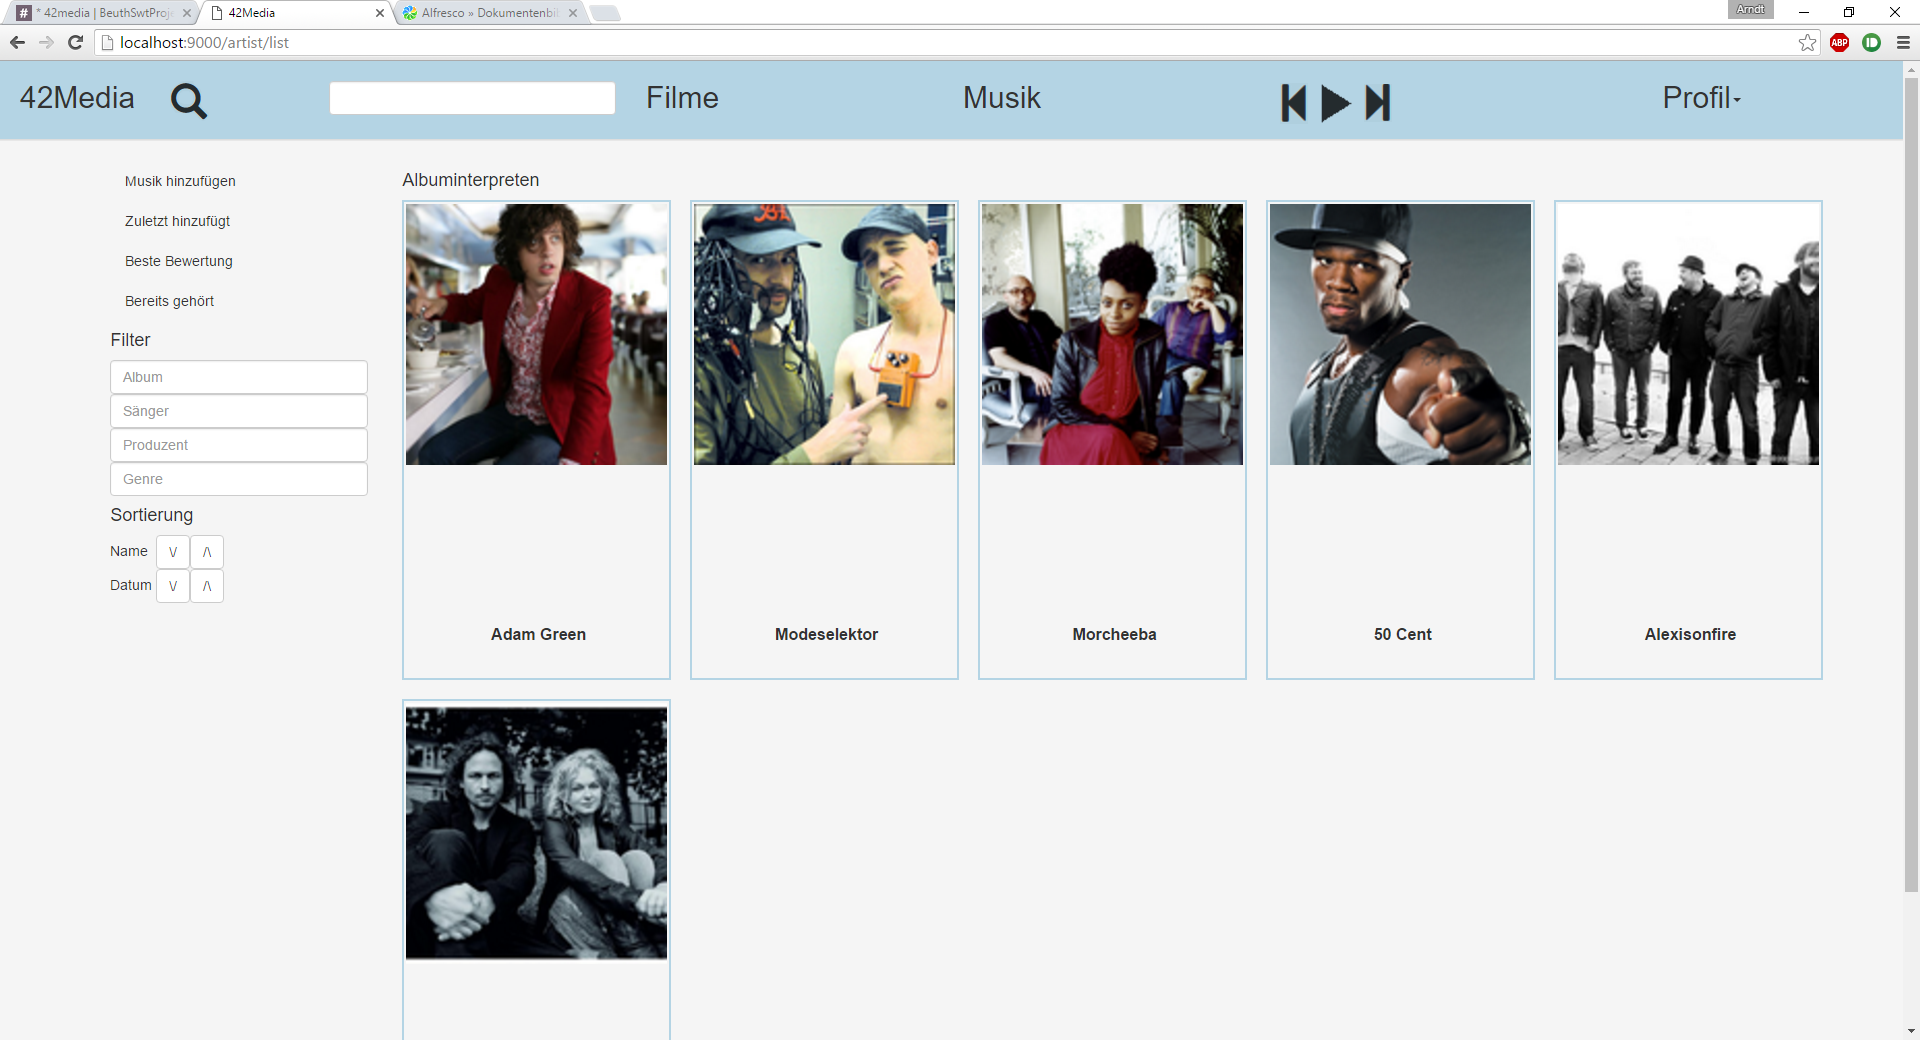 * 42media | BeuthSwtProje
42Media
Alfresco » Dokumentenbi
Arndt
localhost:9000/artist/list
ABP
42Media
Filme
Musik
Profil
Musik hinzufügen
Zuletzt hinzufügt
Beste Bewertung
Bereits gehört
Filter
Album
Sänger
Produzent
Genre
Sortierung
Name \/ /\
Datum \/ /\
Albuminterpreten
Adam Green
Modeselektor
Morcheeba
50 Cent
Alexisonfire